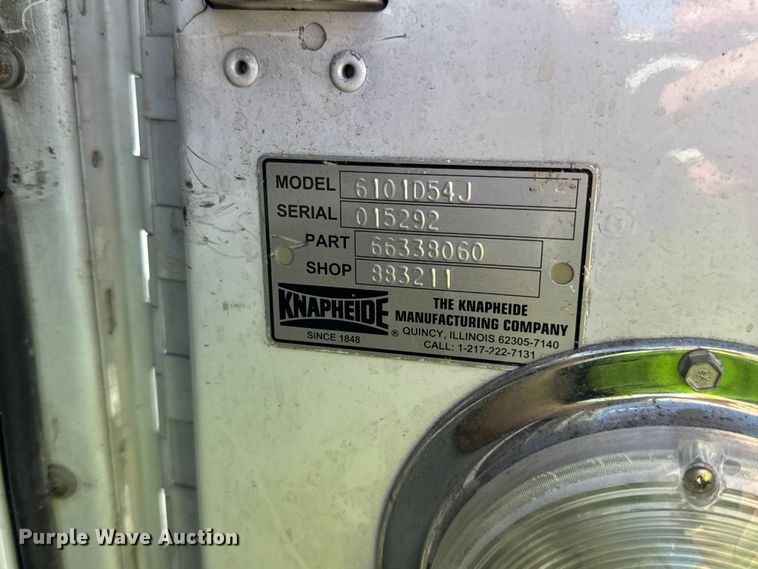 MODEL 6101D54J
SERIAL 015292
PART 66338060
SHOP 883211
KNAPHEIDE ®
SINCE 1848
THE KNAPHEIDE
MANUFACTURING COMPANY
QUINCY, ILLINOIS 62305-7140
CALL: 1-217-222-7131
Purple Wave Auction